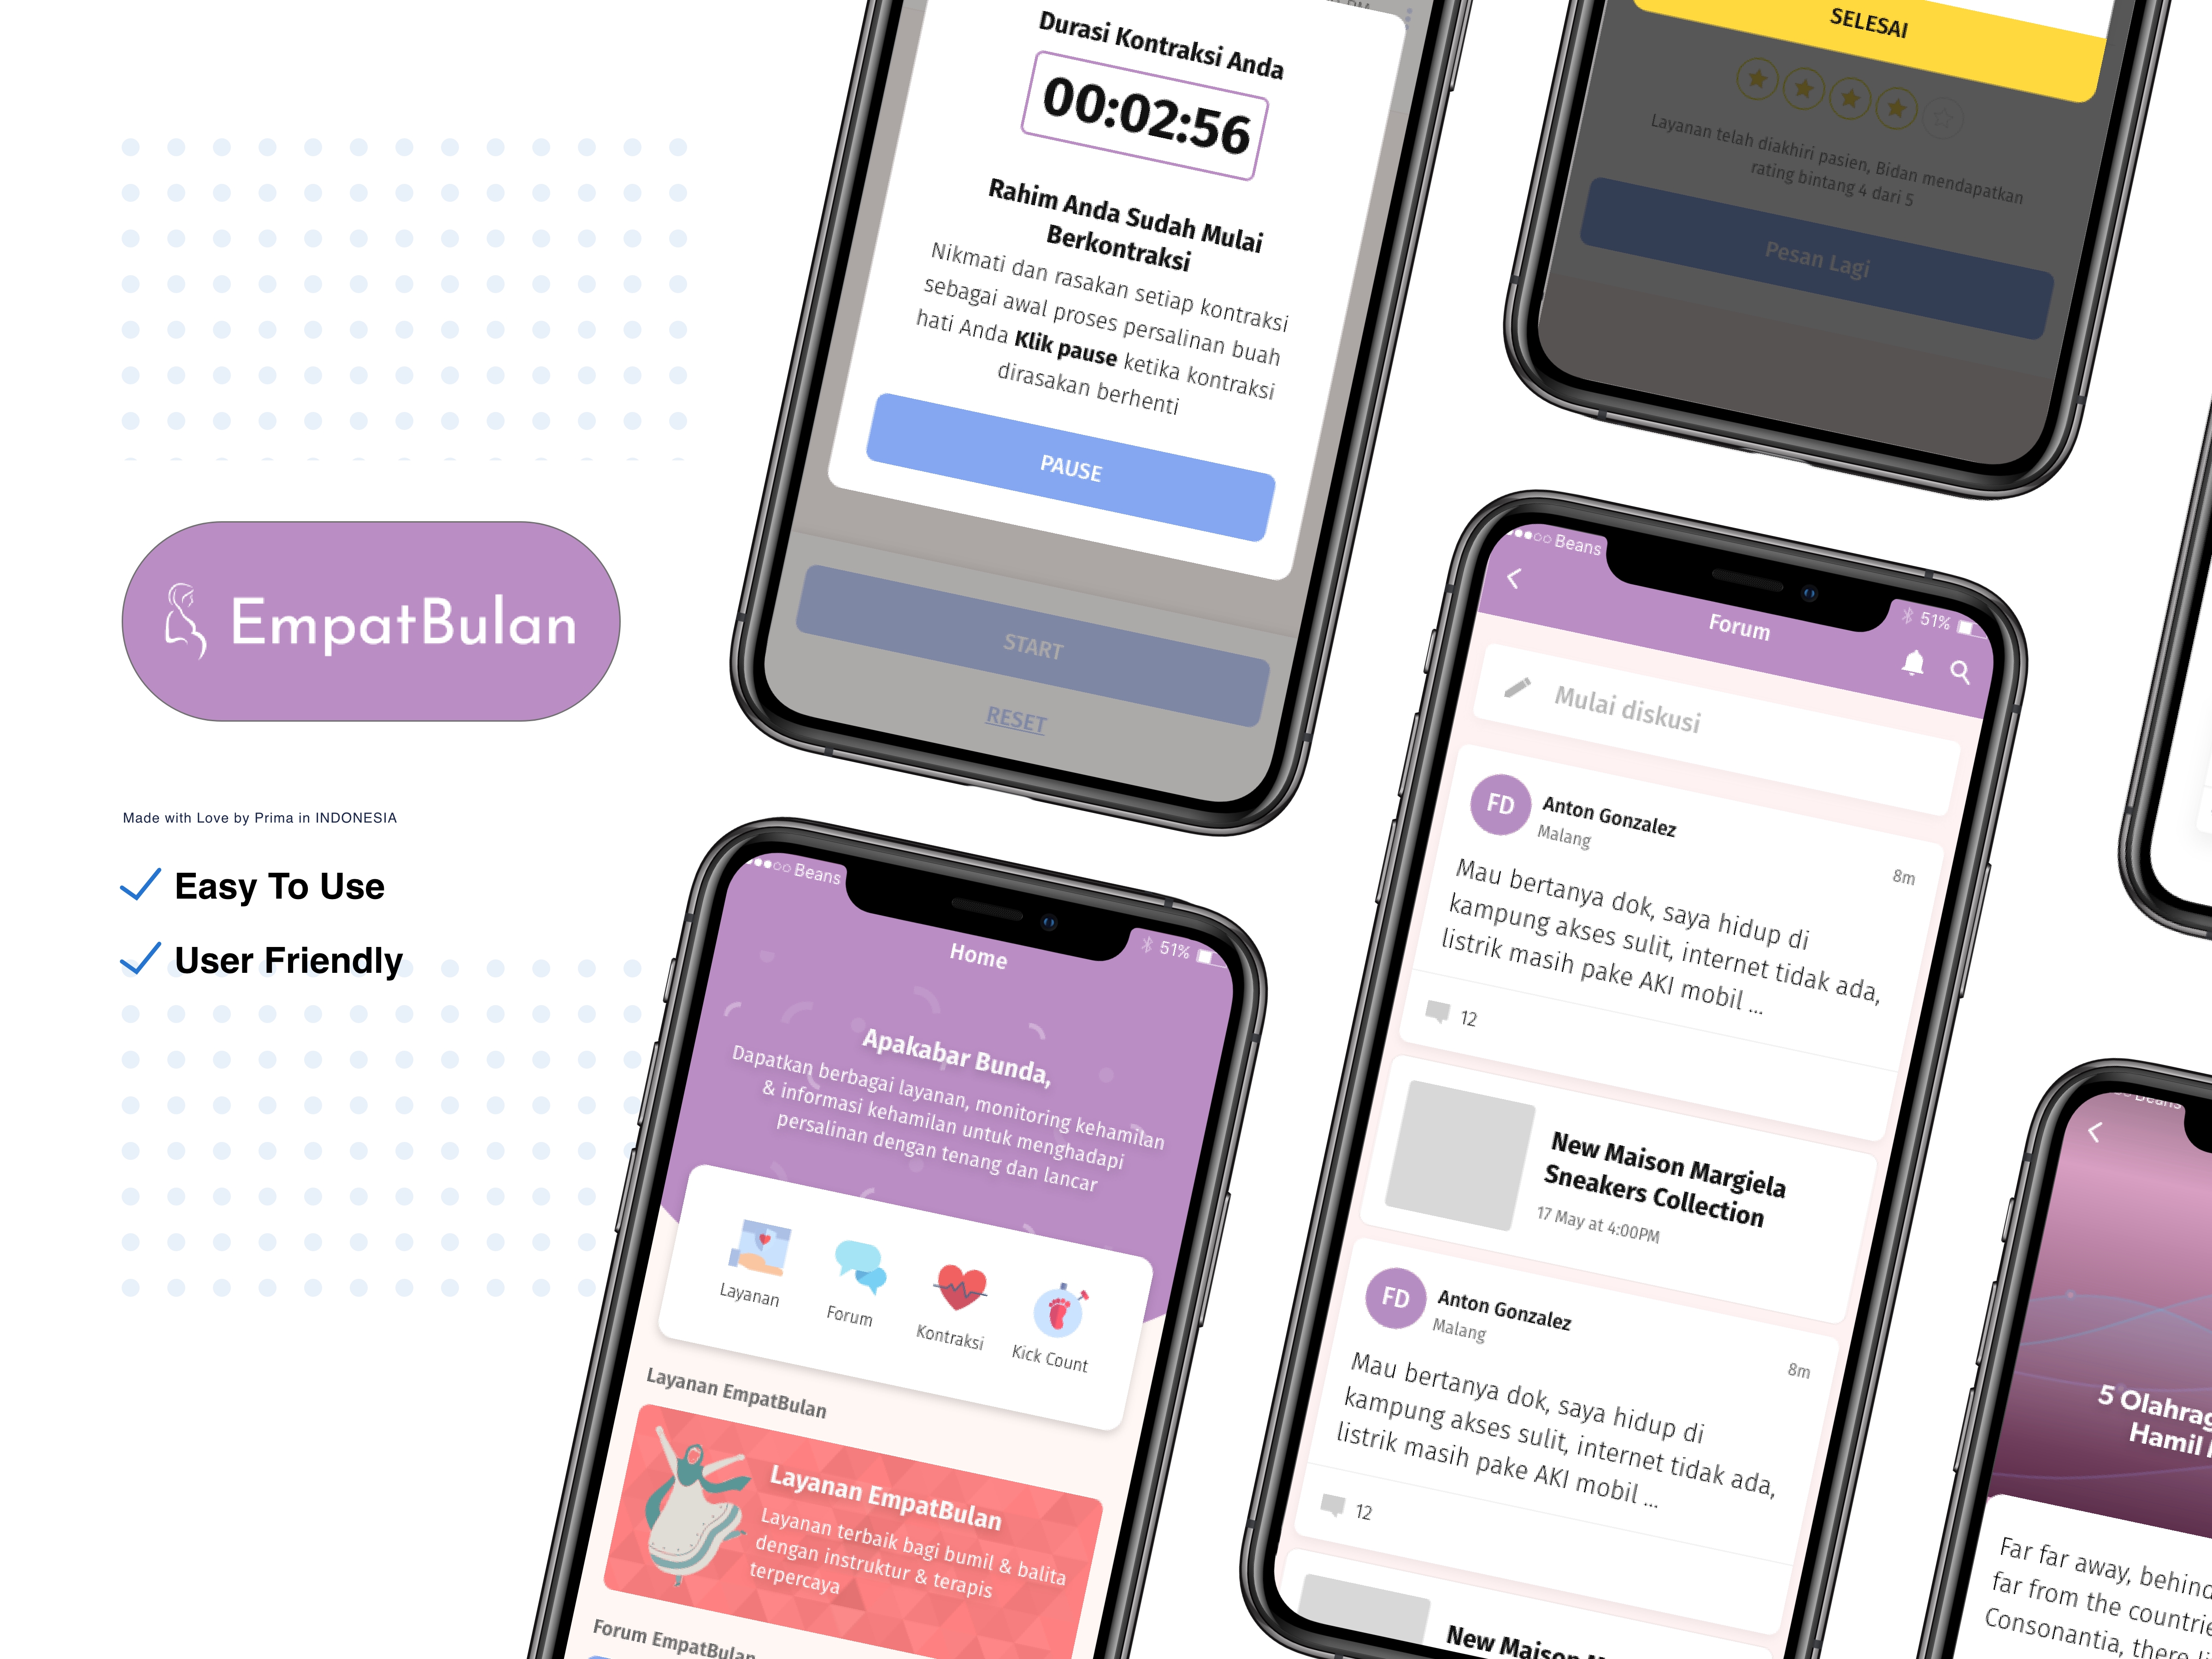 EmpatBulan
Made with Love by Prima in INDONESIA
Easy To Use
User Friendly
Durasi Kontraksi Anda
00:02:56
Rahim Anda Sudah Mulai
Berkontraksi
Nikmati dan rasakan setiap kontraksi
sebagai awal proses persalinan buah
hati Anda Klik pause ketika kontraksi
dirasakan berhenti
PAUSE
START
RESET
SELESAI
Layanan telah diakhiri pasien, Bidan mendapatkan
rating bintang 4 dari 5
Pesan Lagi
Beans
51%
Home
Apakabar Bunda,
Dapatkan berbagai layanan, monitoring kehamilan
& informasi kehamilan untuk menghadapi
persalinan dengan tenang dan lancar
Layanan
Forum
Kontraksi
Kick Count
Layanan EmpatBulan
Layanan EmpatBulan
Layanan terbaik bagi bumil & balita
dengan instruktur & terapis
terpercaya
Forum EmpatBulan
Beans
51%
Forum
Mulai diskusi
FD
Anton Gonzalez
Malang
8m
Mau bertanya dok, saya hidup di
kampung akses sulit, internet tidak ada,
listrik masih pake AKI mobil ...
12
New Maison Margiela
Sneakers Collection
17 May at 4:00PM
FD
Anton Gonzalez
Malang
8m
Mau bertanya dok, saya hidup di
kampung akses sulit, internet tidak ada,
listrik masih pake AKI mobil ...
12
New Maison
Beans
5 Olahrag
Hamil
Far far away, behind
far from the countrie
Consonantia, there